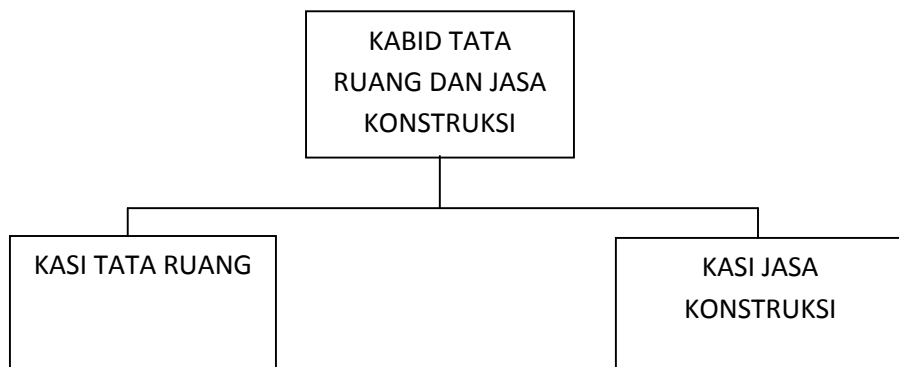 KABID TATA
RUANG DAN JASA
KONSTRUKSI
KASI TATA RUANG
KASI JASA
KONSTRUKSI